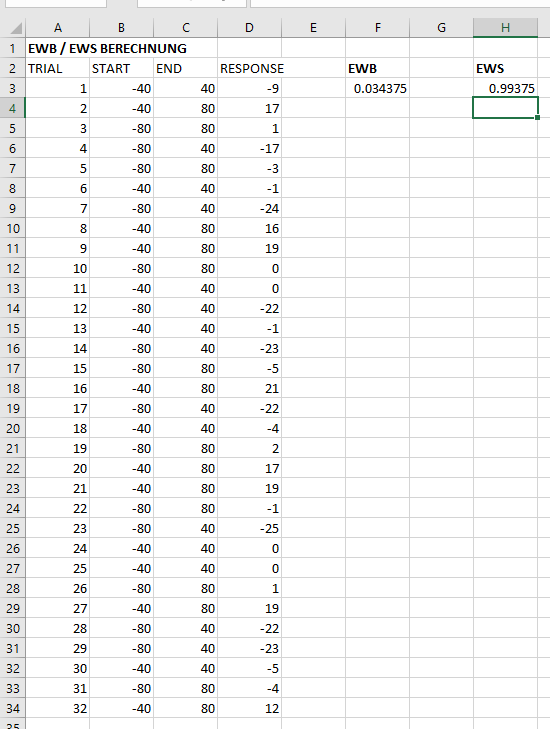 A B C D E F G H
1 EWB / EWS BERECHNUNG
2 TRIAL START END RESPONSE EWB EWS
3 1 -40 40 -9 0.034375 0.99375
4 2 -40 80 17
5 3 -80 80 1
6 4 -80 40 -17
7 5 -80 80 -3
8 6 -40 40 -1
9 7 -80 40 -24
10 8 -40 80 16
11 9 -40 80 19
12 10 -80 80 0
13 11 -40 40 0
14 12 -80 40 -22
15 13 -40 40 -1
16 14 -80 40 -23
17 15 -80 80 -5
18 16 -40 80 21
19 17 -80 40 -22
20 18 -40 40 -4
21 19 -80 80 2
22 20 -40 80 17
23 21 -40 80 19
24 22 -80 80 -1
25 23 -80 40 -25
26 24 -40 40 0
27 25 -40 40 0
28 26 -80 80 1
29 27 -40 80 19
30 28 -80 40 -22
31 29 -80 40 -23
32 30 -40 40 -5
33 31 -80 80 -4
34 32 -40 80 12